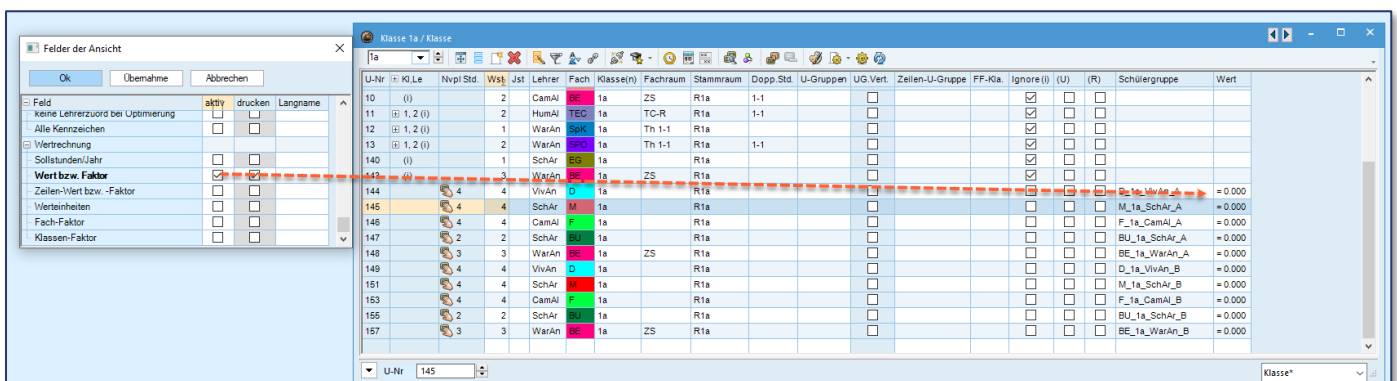 Felder der Ansicht
Ok Übernahme Abbrechen
Feld aktiv drucken Langname
keine Lehrerzuord bei Optimierung
Alle Kennzeichen
Wertrechnung
Sollstunden/Jahr
Wert bzw. Faktor
Zeilen-Wert bzw. -Faktor
Werteinheiten
Fach-Faktor
Klassen-Faktor
Klasse 1a / Klasse
1a
U-Nr Kl,Le Nvpl Std. Wst Jst Lehrer Fach Klasse(n) Fachraum Stammraum Dopp.Std. U-Gruppen UG.Vert. Zeilen-U-Gruppe FF-Kla. Ignore (i) (U) (R) Schülergruppe Wert
10 (i) 2 CamAl BE 1a ZS R1a 1-1
11 1, 2 (i) 2 HumAl TEC 1a TC-R R1a 1-1
12 1, 2 (i) 1 WarAn SpK 1a Th 1-1 R1a
13 1, 2 (i) 2 WarAn SPO 1a Th 1-1 R1a 1-1
140 (i) 1 SchAr EG 1a R1a
143 (i) 3 WarAn BE 1a ZS R1a
144 4 4 VivAn D 1a R1a D_1a_VivAn_A = 0.000
145 4 4 SchAr M 1a R1a M_1a_SchAr_A = 0.000
146 4 4 CamAl F 1a R1a F_1a_CamAl_A = 0.000
147 2 2 SchAr BU 1a R1a BU_1a_SchAr_A = 0.000
148 3 3 WarAn BE 1a ZS R1a BE_1a_WarAn_A = 0.000
149 4 4 VivAn D 1a R1a D_1a_VivAn_B = 0.000
151 4 4 SchAr M 1a R1a M_1a_SchAr_B = 0.000
153 4 4 CamAl F 1a R1a F_1a_CamAl_B = 0.000
155 2 2 SchAr BU 1a R1a BU_1a_SchAr_B = 0.000
157 3 3 WarAn BE 1a ZS R1a BE_1a_WarAn_B = 0.000
U-Nr 145
Klasse*